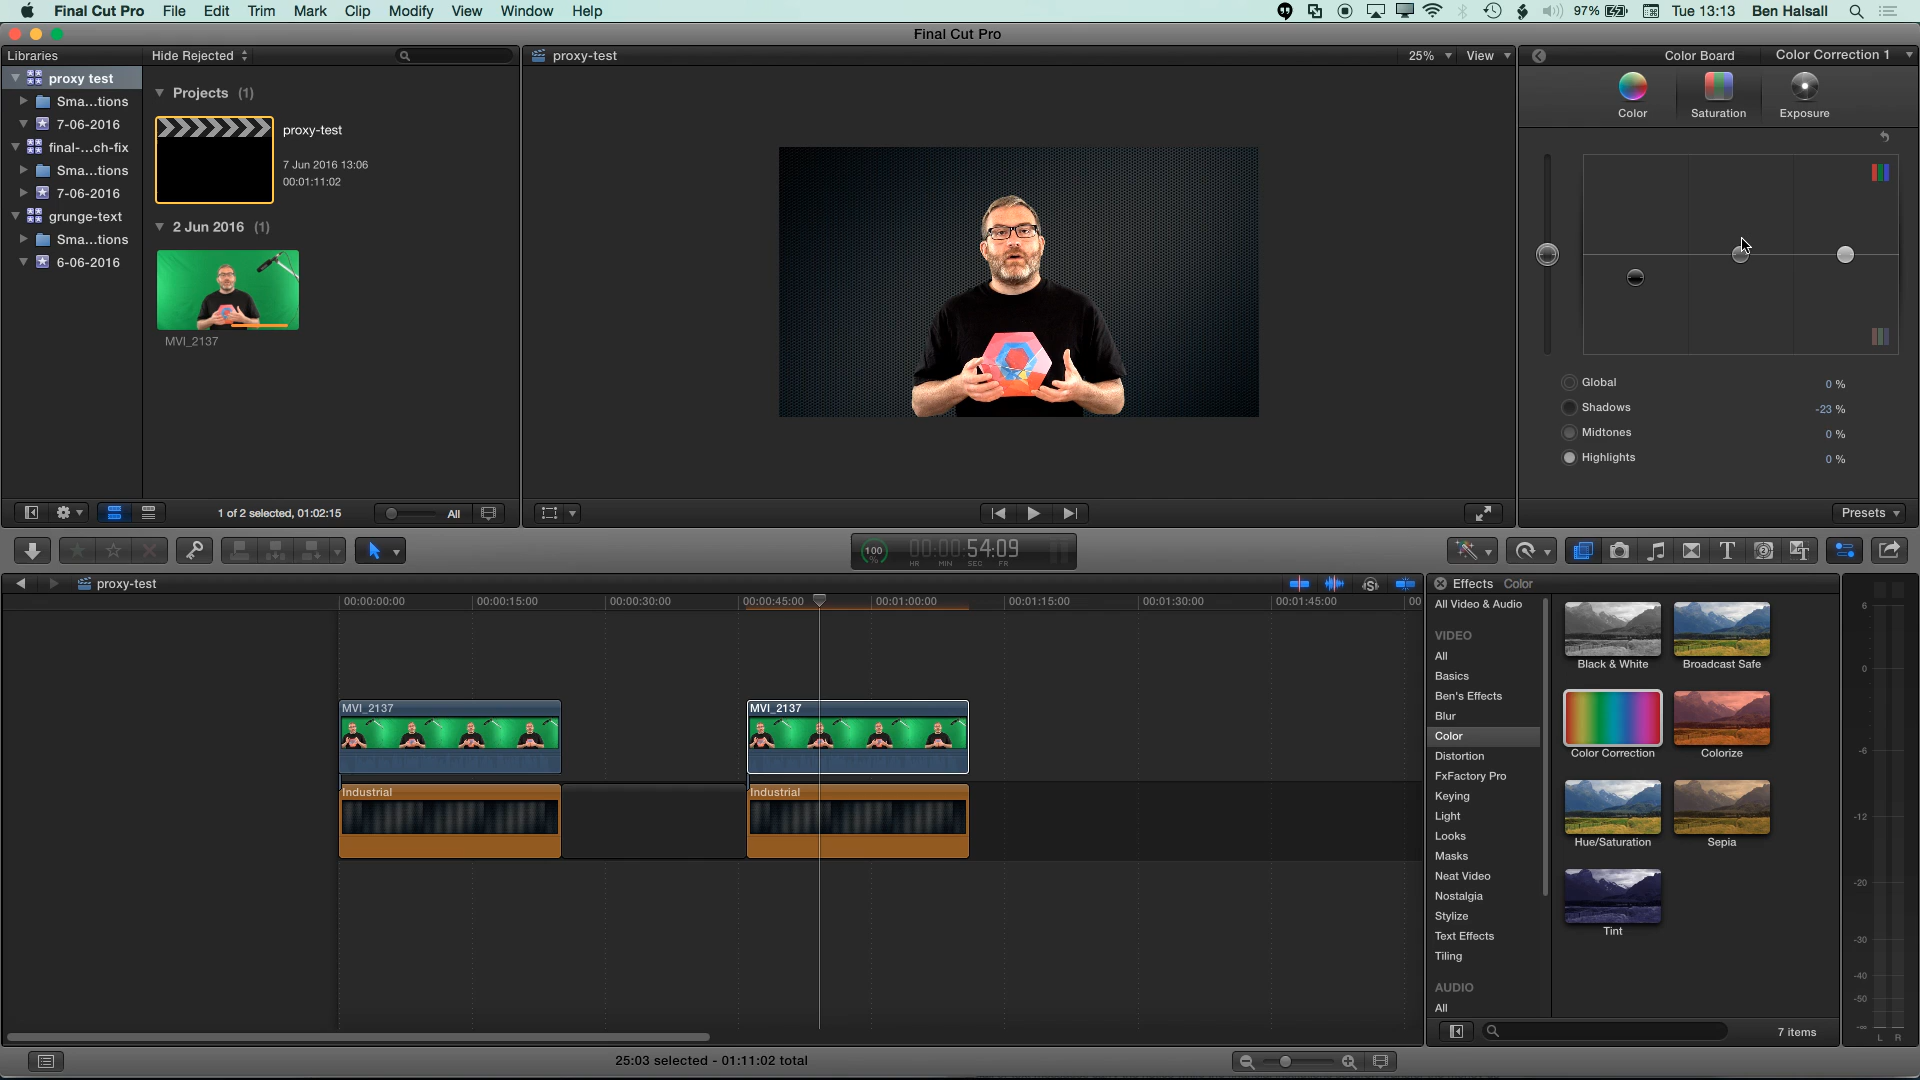 Final Cut Pro File Edit Trim Mark Clip Modify View Window Help 97% Tue 13:13 Ben Halsall
Final Cut Pro
Libraries Hide Rejected proxy-test 25% View Color Board Color Correction 1
proxy test
Sma...tions
7-06-2016
final-...ch-fix
Sma...tions
7-06-2016
grunge-text
Sma...tions
6-06-2016
Projects (1)
proxy-test
7 Jun 2016 13:06
00:01:11:02
2 Jun 2016 (1)
MVI_2137
Color Saturation Exposure
Global 0 %
Shadows -23 %
Midtones 0 %
Highlights 0 %
1 of 2 selected, 01:02:15 All Presets
100 % 00:00:54:09
HR MIN SEC FR
proxy-test
00:00:00:00 00:00:15:00 00:00:30:00 00:00:45:00 00:01:00:00 00:01:15:00 00:01:30:00 00:01:45:00 00
MVI_2137 MVI_2137
Industrial Industrial
Effects Color
All Video & Audio
VIDEO
All
Basics
Ben's Effects
Blur
Color
Distortion
FxFactory Pro
Keying
Light
Looks
Masks
Neat Video
Nostalgia
Stylize
Text Effects
Tiling
AUDIO
All
Black & White Broadcast Safe
Color Correction Colorize
Hue/Saturation Sepia
Tint
7 items
6
0
-6
-12
-20
-30
-40
-50
-∞
L R
25:03 selected - 01:11:02 total